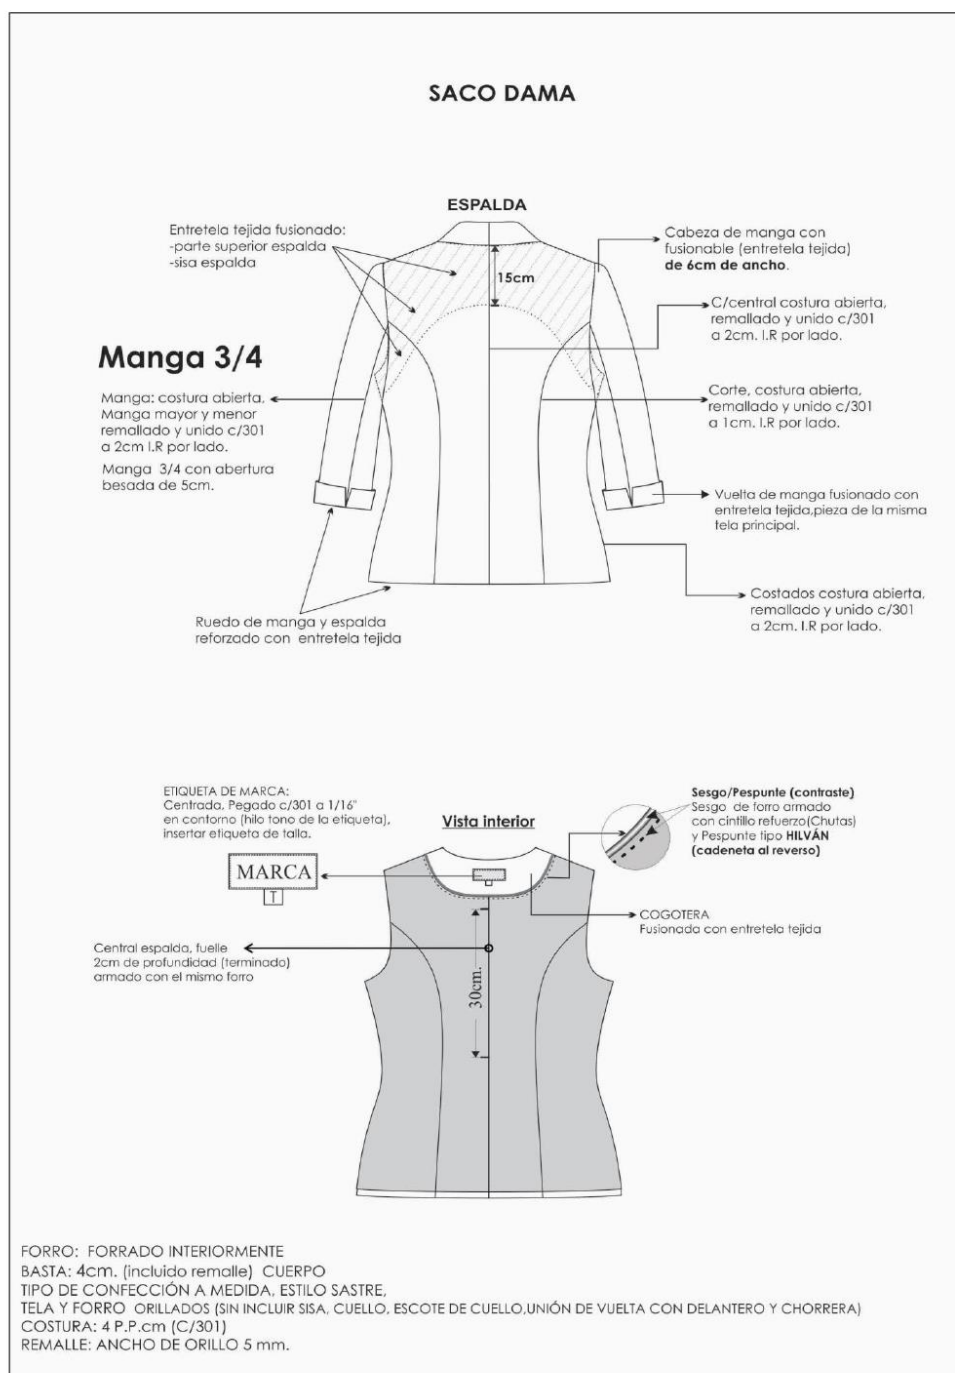 SACO DAMA
ESPALDA
Entretela tejida fusionado:
-parte superior espalda
-sisa espalda
15cm
Cabeza de manga con
fusionable (entretela tejida)
de 6cm de ancho.
C/central costura abierta,
remallado y unido c/301
a 2cm. I.R por lado.
Manga 3/4
Manga: costura abierta,
Manga mayor y menor
remallado y unido c/301
a 2cm I.R por lado.
Manga 3/4 con abertura
besada de 5cm.
Corte, costura abierta,
remallado y unido c/301
a 1cm. I.R por lado.
Vuelta de manga fusionado con
entretela tejida,pieza de la misma
tela principal.
Costados costura abierta,
remallado y unido c/301
a 2cm. I.R por lado.
Ruedo de manga y espalda
reforzado con entretela tejida
ETIQUETA DE MARCA:
Centrada, Pegado c/301 a 1/16"
en contorno (hilo tono de la etiqueta),
insertar etiqueta de talla.
MARCA
T
Vista interior
Sesgo/Pespunte (contraste)
Sesgo de forro armado
con cintillo refuerzo(Chutas)
y Pespunte tipo HILVÁN
(cadeneta al reverso)
COGOTERA
Fusionada con entretela tejida
Central espalda, fuelle
2cm de profundidad (terminado)
armado con el mismo forro
30cm.
FORRO: FORRADO INTERIORMENTE
BASTA: 4cm. (incluido remalle) CUERPO
TIPO DE CONFECCIÓN A MEDIDA, ESTILO SASTRE,
TELA Y FORRO ORILLADOS (SIN INCLUIR SISA, CUELLO, ESCOTE DE CUELLO,UNIÓN DE VUELTA CON DELANTERO Y CHORRERA)
COSTURA: 4 P.P.cm (C/301)
REMALLE: ANCHO DE ORILLO 5 mm.